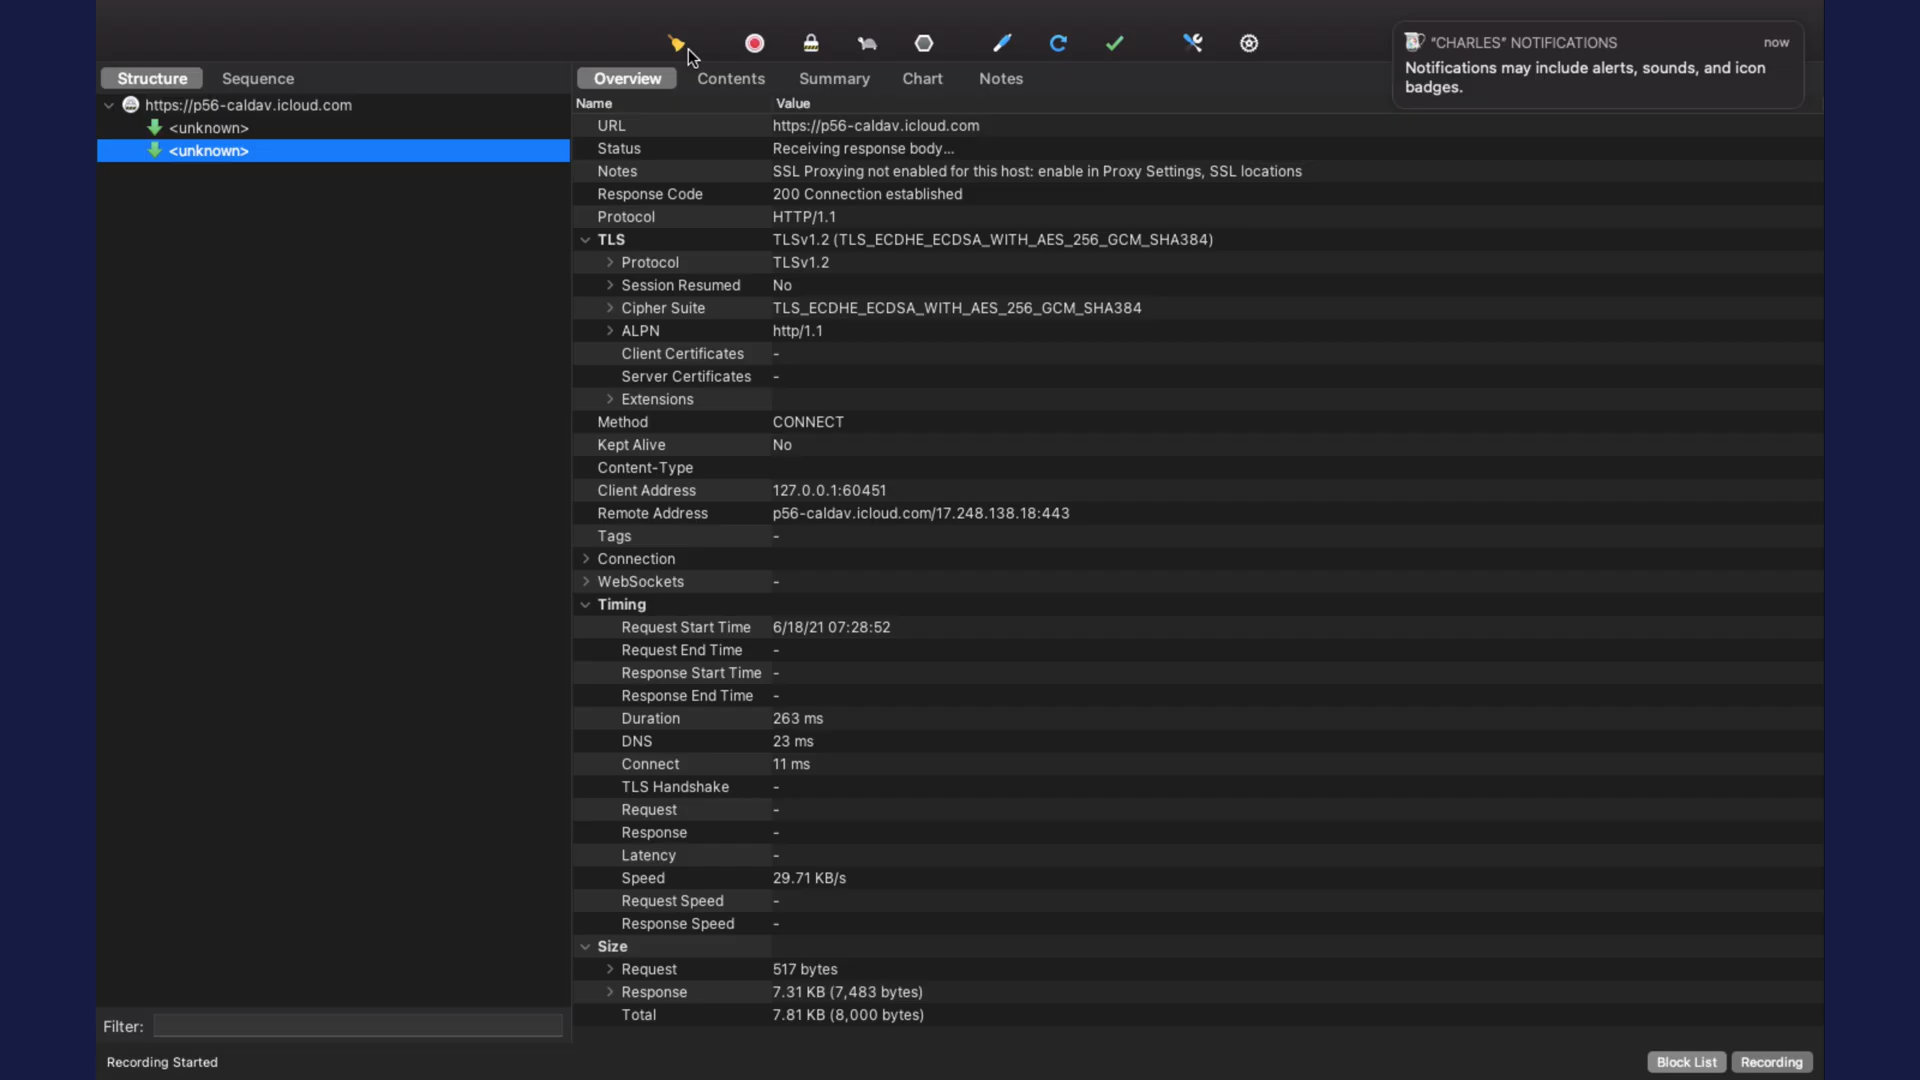 "CHARLES" NOTIFICATIONS now
Notifications may include alerts, sounds, and icon
badges.
Structure Sequence
Overview Contents Summary Chart Notes
https://p56-caldav.icloud.com
<unknown>
<unknown>
Name Value
URL https://p56-caldav.icloud.com
Status Receiving response body...
Notes SSL Proxying not enabled for this host: enable in Proxy Settings, SSL locations
Response Code 200 Connection established
Protocol HTTP/1.1
TLS TLSv1.2 (TLS_ECDHE_ECDSA_WITH_AES_256_GCM_SHA384)
Protocol TLSv1.2
Session Resumed No
Cipher Suite TLS_ECDHE_ECDSA_WITH_AES_256_GCM_SHA384
ALPN http/1.1
Client Certificates -
Server Certificates -
Extensions
Method CONNECT
Kept Alive No
Content-Type
Client Address 127.0.0.1:60451
Remote Address p56-caldav.icloud.com/17.248.138.18:443
Tags -
Connection
WebSockets -
Timing
Request Start Time 6/18/21 07:28:52
Request End Time -
Response Start Time -
Response End Time -
Duration 263 ms
DNS 23 ms
Connect 11 ms
TLS Handshake -
Request -
Response -
Latency -
Speed 29.71 KB/s
Request Speed -
Response Speed -
Size
Request 517 bytes
Response 7.31 KB (7,483 bytes)
Total 7.81 KB (8,000 bytes)
Filter:
Recording Started
Block List Recording